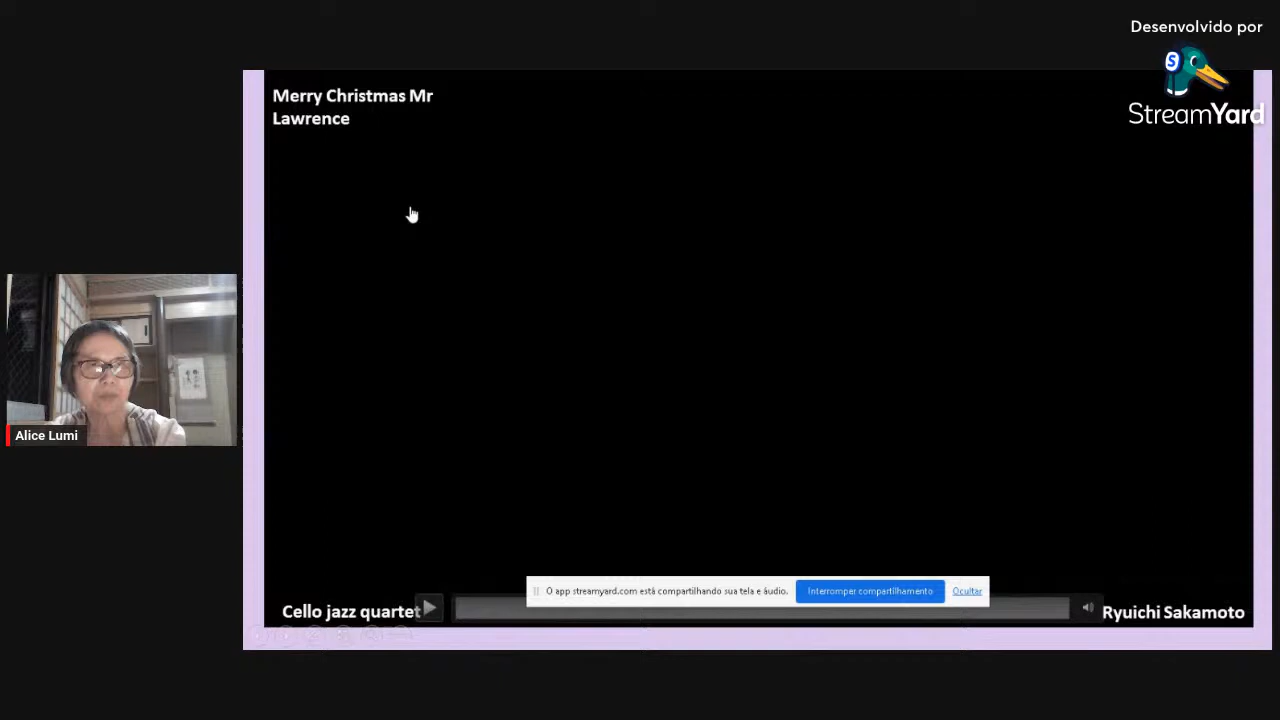 Desenvolvido por
StreamYard
Merry Christmas Mr
Lawrence
Alice Lumi
O app streamyard.com está compartilhando sua tela e áudio.
Interromper compartilhamento
Ocultar
Cello jazz quartet
Ryuichi Sakamoto